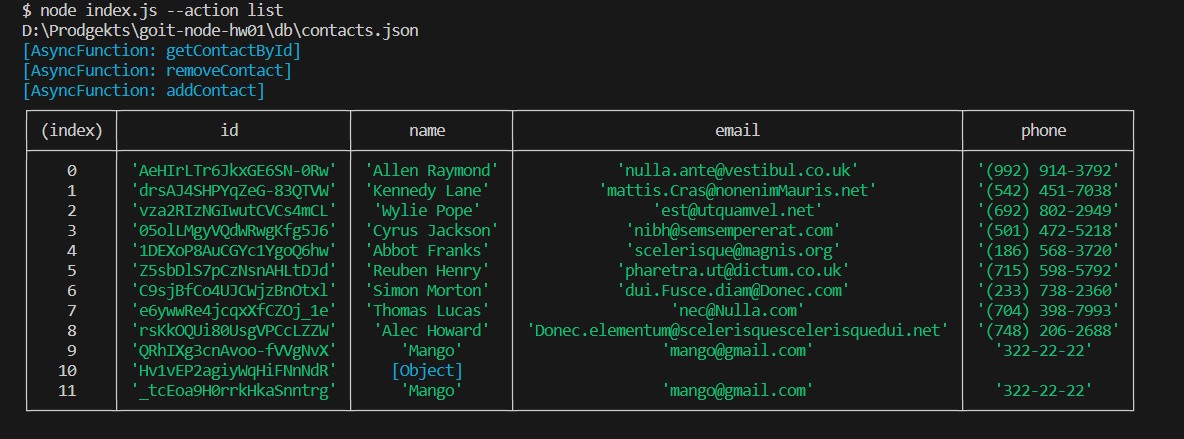 $ node index.js --action list
D:\Prodgekts\goit-node-hw01\db\contacts.json
[AsyncFunction: getContactById]
[AsyncFunction: removeContact]
[AsyncFunction: addContact]
(index) id name email phone
0 'AeHIrLTr6JkxGE6SN-0Rw' 'Allen Raymond' 'nulla.ante@vestibul.co.uk' '(992) 914-3792'
1 'drsAJ4SHPYqZeG-83QTVW' 'Kennedy Lane' 'mattis.Cras@nonenimMauris.net' '(542) 451-7038'
2 'vza2RIzNGIwutCVCs4mCL' 'Wylie Pope' 'est@utquamvel.net' '(692) 802-2949'
3 '05olLMgyVQdWRwgKfg5J6' 'Cyrus Jackson' 'nibh@semsempererat.com' '(501) 472-5218'
4 '1DEXoP8AuCGYc1YgoQ6hw' 'Abbot Franks' 'scelerisque@magnis.org' '(186) 568-3720'
5 'Z5sbDlS7pCzNsnAHLtDJd' 'Reuben Henry' 'pharetra.ut@dictum.co.uk' '(715) 598-5792'
6 'C9sjBfCo4UJCWjzBnOtxl' 'Simon Morton' 'dui.Fusce.diam@Donec.com' '(233) 738-2360'
7 'e6ywwRe4jcqxXfCZOj_1e' 'Thomas Lucas' 'nec@Nulla.com' '(704) 398-7993'
8 'rsKkOQUi80UsgVPCcLZZW' 'Alec Howard' 'Donec.elementum@scelerisquescelerisquedui.net' '(748) 206-2688'
9 'QRhIXg3cnAvoo-fVVgNvX' 'Mango' 'mango@gmail.com' '322-22-22'
10 'Hv1vEP2agiyWqHiFNnNdR' [Object]
11 '_tcEoa9H0rrkHkaSnntrg' 'Mango' 'mango@gmail.com' '322-22-22'